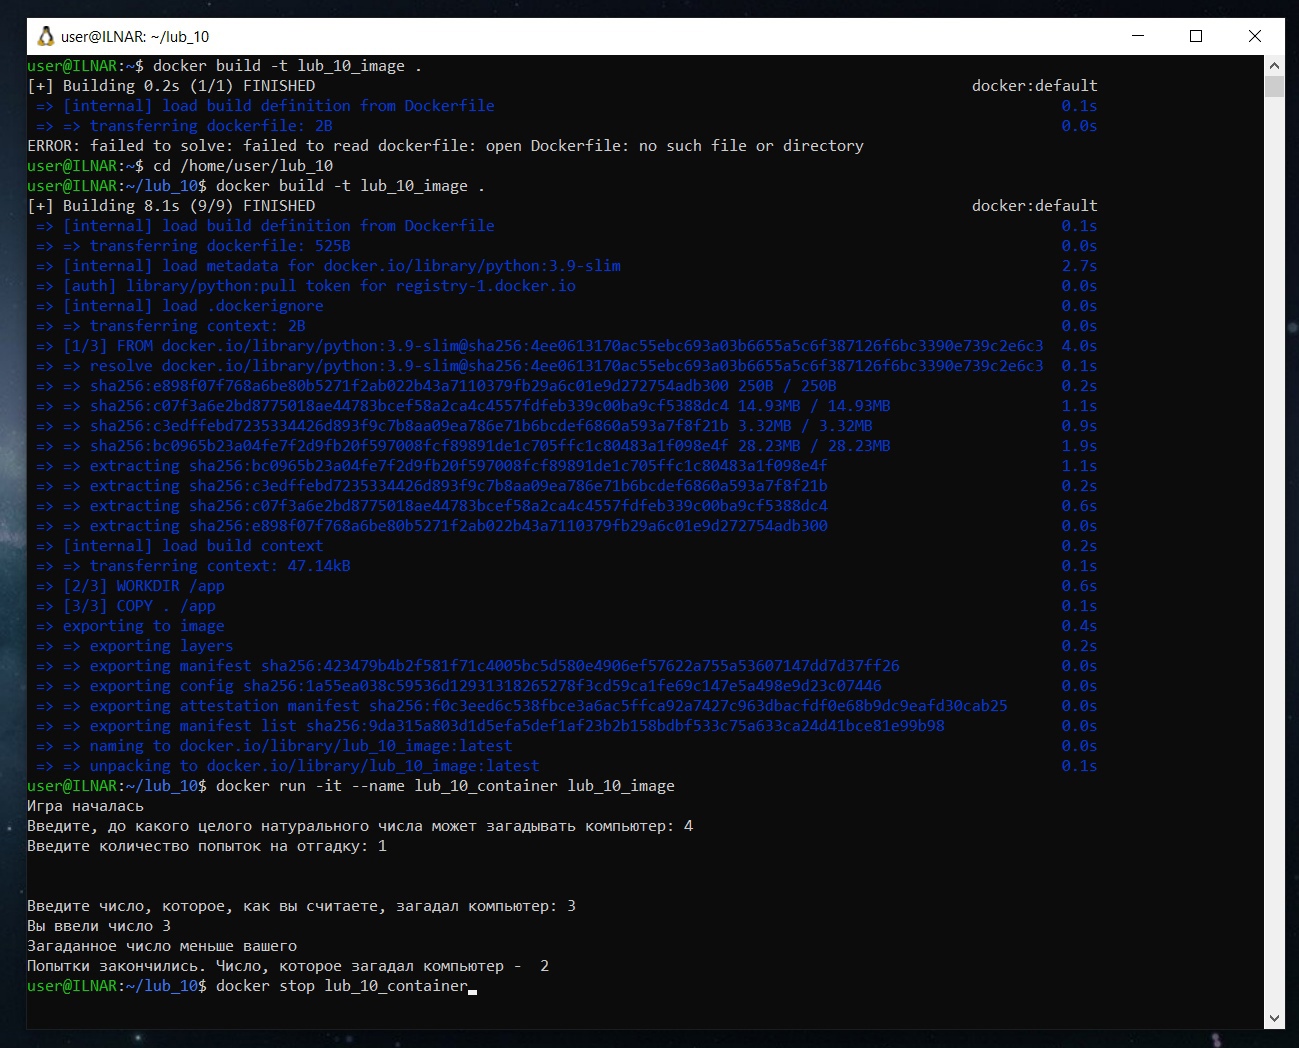 user@ILNAR: ~/lub_10
user@ILNAR:~$ docker build -t lub_10_image .
[+] Building 0.2s (1/1) FINISHED docker:default
=> [internal] load build definition from Dockerfile 0.1s
=> => transferring dockerfile: 2B 0.0s
ERROR: failed to solve: failed to read dockerfile: open Dockerfile: no such file or directory
user@ILNAR:~$ cd /home/user/lub_10
user@ILNAR:~/lub_10$ docker build -t lub_10_image .
[+] Building 8.1s (9/9) FINISHED docker:default
=> [internal] load build definition from Dockerfile 0.1s
=> => transferring dockerfile: 525B 0.0s
=> [internal] load metadata for docker.io/library/python:3.9-slim 2.7s
=> [auth] library/python:pull token for registry-1.docker.io 0.0s
=> [internal] load .dockerignore 0.0s
=> => transferring context: 2B 0.0s
=> [1/3] FROM docker.io/library/python:3.9-slim@sha256:4ee0613170ac55ebc693a03b6655a5c6f387126f6bc3390e739c2e6c3 4.0s
=> => resolve docker.io/library/python:3.9-slim@sha256:4ee0613170ac55ebc693a03b6655a5c6f387126f6bc3390e739c2e6c3 0.1s
=> => sha256:e898f07f768a6be80b5271f2ab022b43a7110379fb29a6c01e9d272754adb300 250B / 250B 0.2s
=> => sha256:c07f3a6e2bd8775018ae44783bcef58a2ca4c4557fdfeb339c00ba9cf5388dc4 14.93MB / 14.93MB 1.1s
=> => sha256:c3edffebd7235334426d893f9c7b8aa09ea786e71b6bcdef6860a593a7f8f21b 3.32MB / 3.32MB 0.9s
=> => sha256:bc0965b23a04fe7f2d9fb20f597008fcf89891de1c705ffc1c80483a1f098e4f 28.23MB / 28.23MB 1.9s
=> => extracting sha256:bc0965b23a04fe7f2d9fb20f597008fcf89891de1c705ffc1c80483a1f098e4f 1.1s
=> => extracting sha256:c3edffebd7235334426d893f9c7b8aa09ea786e71b6bcdef6860a593a7f8f21b 0.2s
=> => extracting sha256:c07f3a6e2bd8775018ae44783bcef58a2ca4c4557fdfeb339c00ba9cf5388dc4 0.6s
=> => extracting sha256:e898f07f768a6be80b5271f2ab022b43a7110379fb29a6c01e9d272754adb300 0.0s
=> [internal] load build context 0.2s
=> => transferring context: 47.14kB 0.1s
=> [2/3] WORKDIR /app 0.6s
=> [3/3] COPY . /app 0.1s
=> exporting to image 0.4s
=> => exporting layers 0.2s
=> => exporting manifest sha256:423479b4b2f581f71c4005bc5d580e4906ef57622a755a53607147dd7d37ff26 0.0s
=> => exporting config sha256:1a55ea038c59536d12931318265278f3cd59ca1fe69c147e5a498e9d23c07446 0.0s
=> => exporting attestation manifest sha256:f0c3eed6c538fbce3a6ac5ffca92a7427c963dbacfdf0e68b9dc9eafd30cab25 0.0s
=> => exporting manifest list sha256:9da315a803d1d5efa5def1af23b2b158bdbf533c75a633ca24d41bce81e99b98 0.0s
=> => naming to docker.io/library/lub_10_image:latest 0.0s
=> => unpacking to docker.io/library/lub_10_image:latest 0.1s
user@ILNAR:~/lub_10$ docker run -it --name lub_10_container lub_10_image
Игра началась
Введите, до какого целого натурального числа может загадывать компьютер: 4
Введите количество попыток на отгадку: 1
Введите число, которое, как вы считаете, загадал компьютер: 3
Вы ввели число 3
Загаданное число меньше вашего
Попытки закончились. Число, которое загадал компьютер -  2
user@ILNAR:~/lub_10$ docker stop lub_10_container